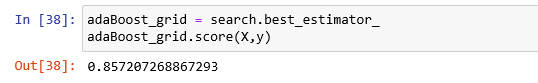 In [38]: adaBoost_grid = search.best_estimator_
adaBoost_grid.score(X,y)
Out[38]: 0.857207268867293